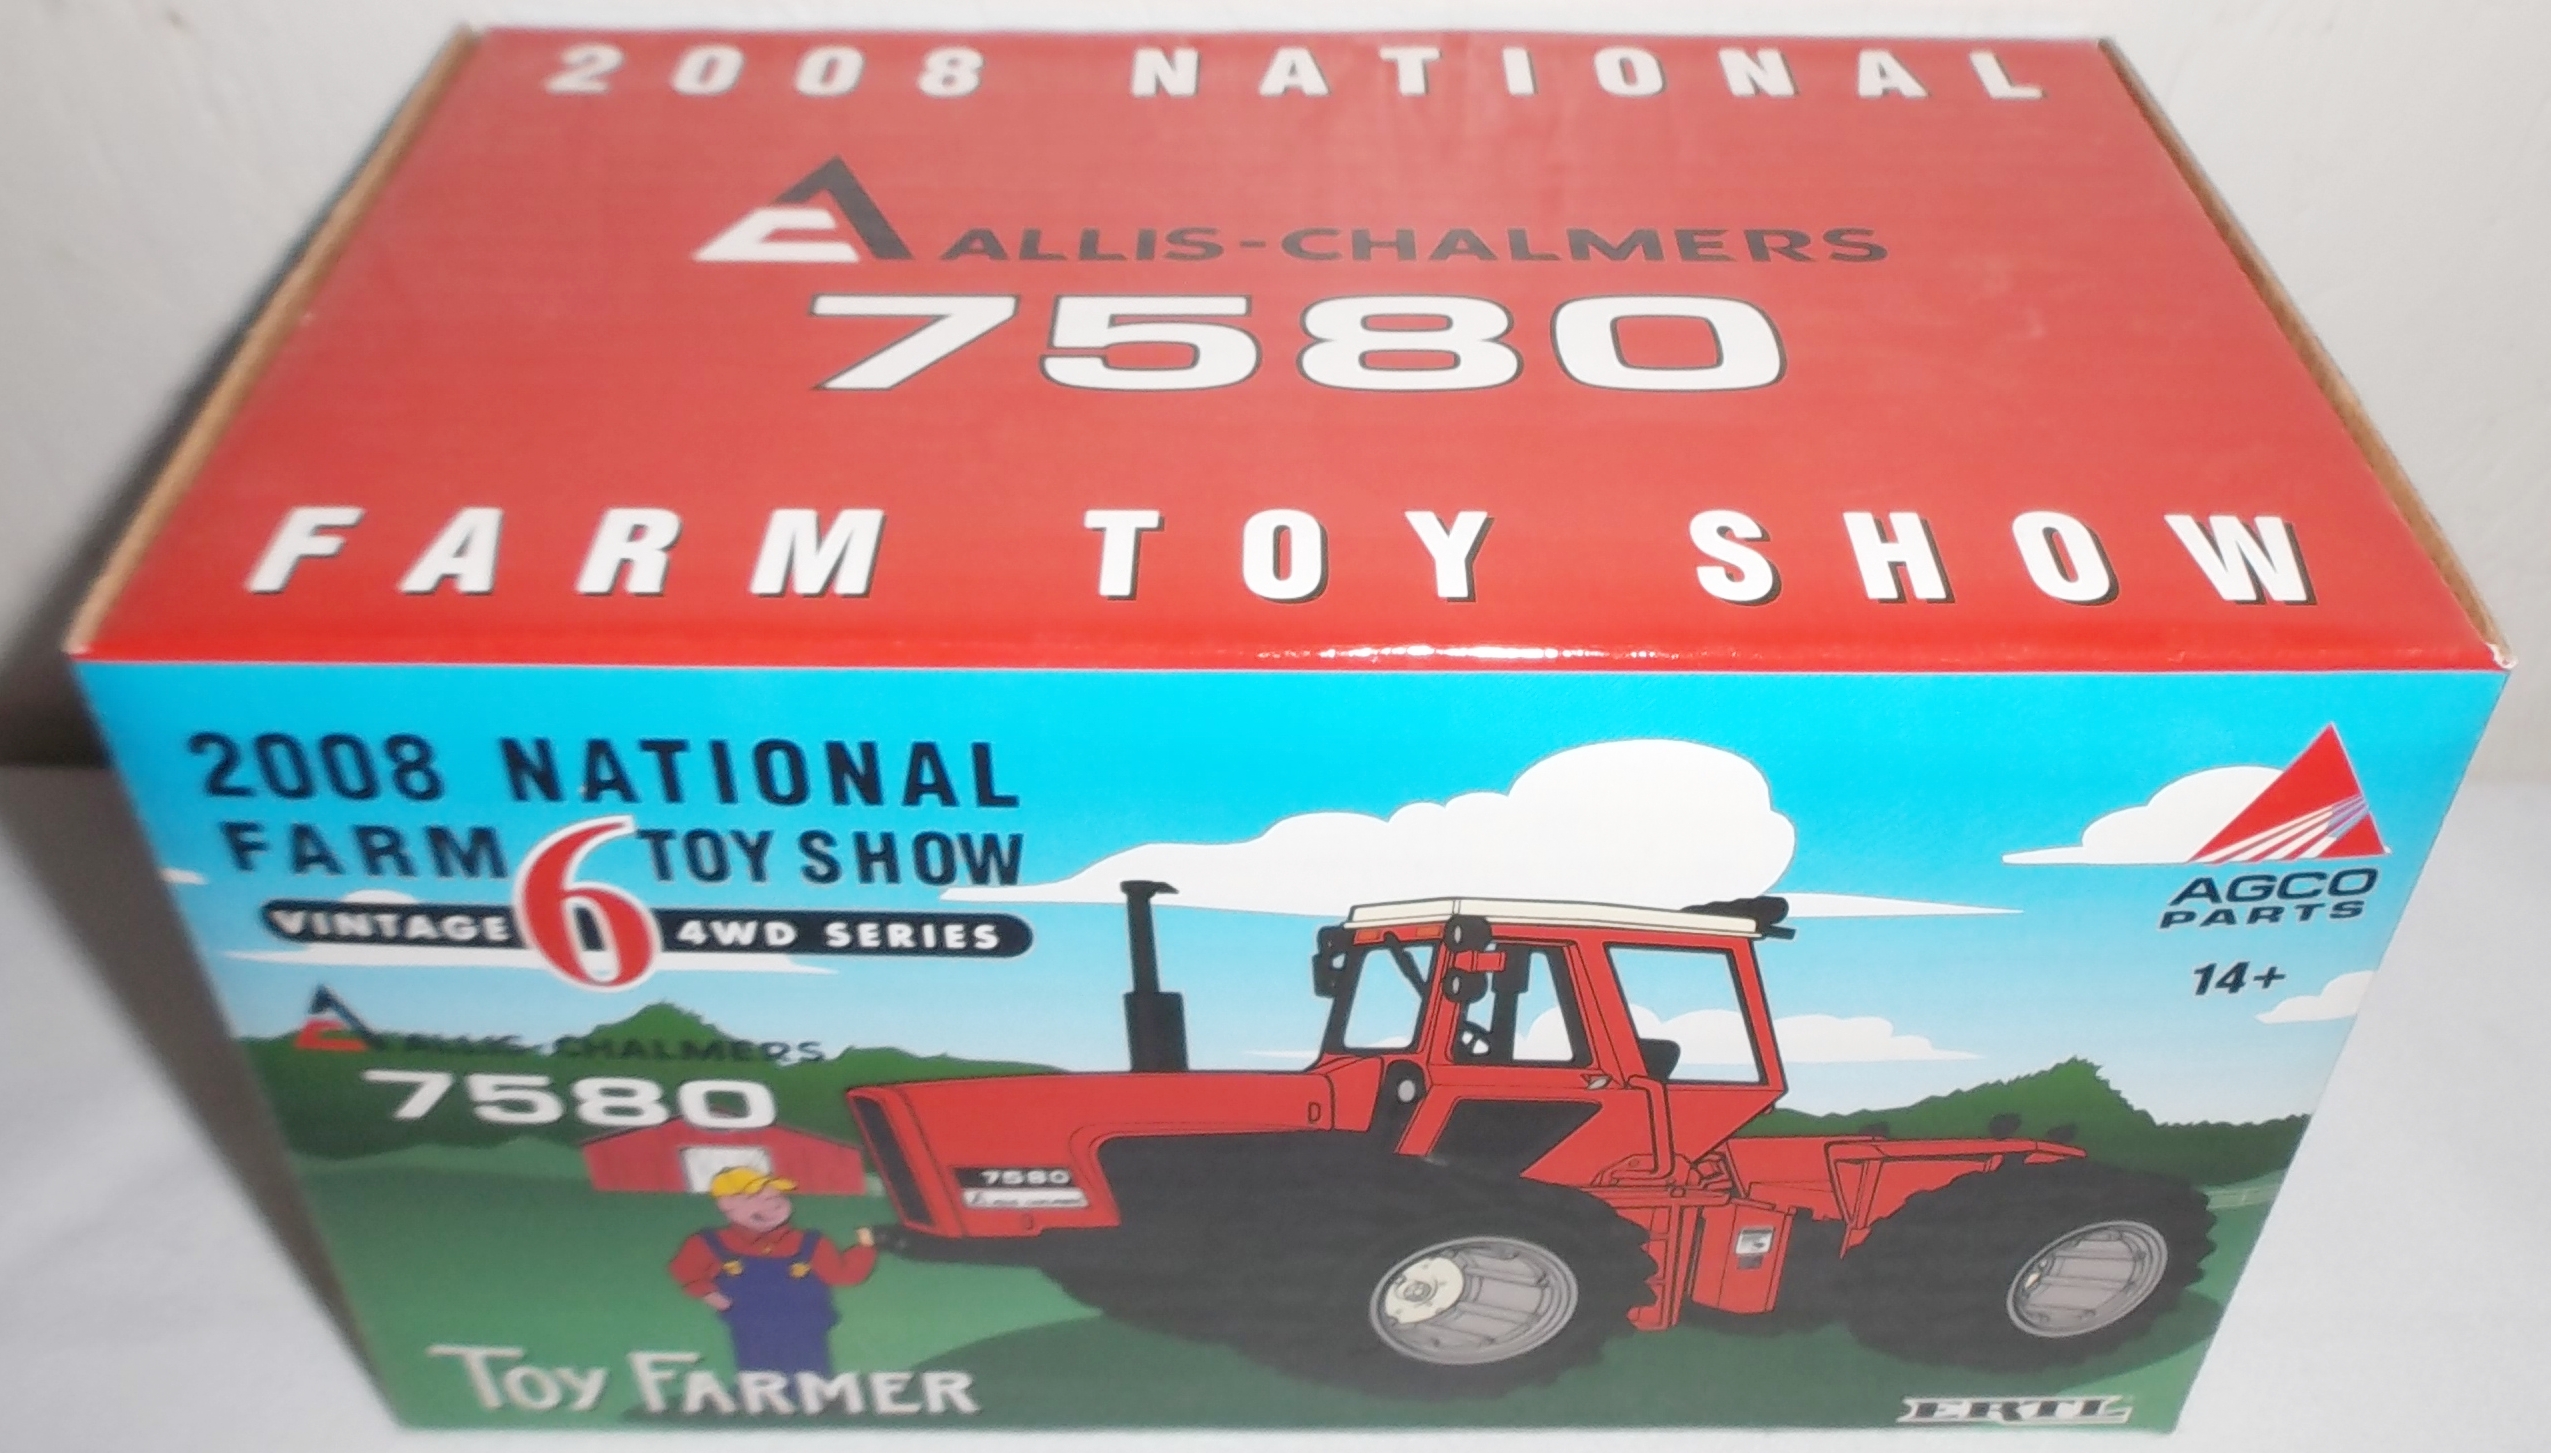 2008 NATIONAL
ALLIS-CHALMERS
7580
FARM TOY SHOW
2008 NATIONAL
FARM TOY SHOW
VINTAGE 6 4WD SERIES
ALLIS-CHALMERS
7580
AGCO
PARTS
14+
7580
TOY FARMER
ERTL